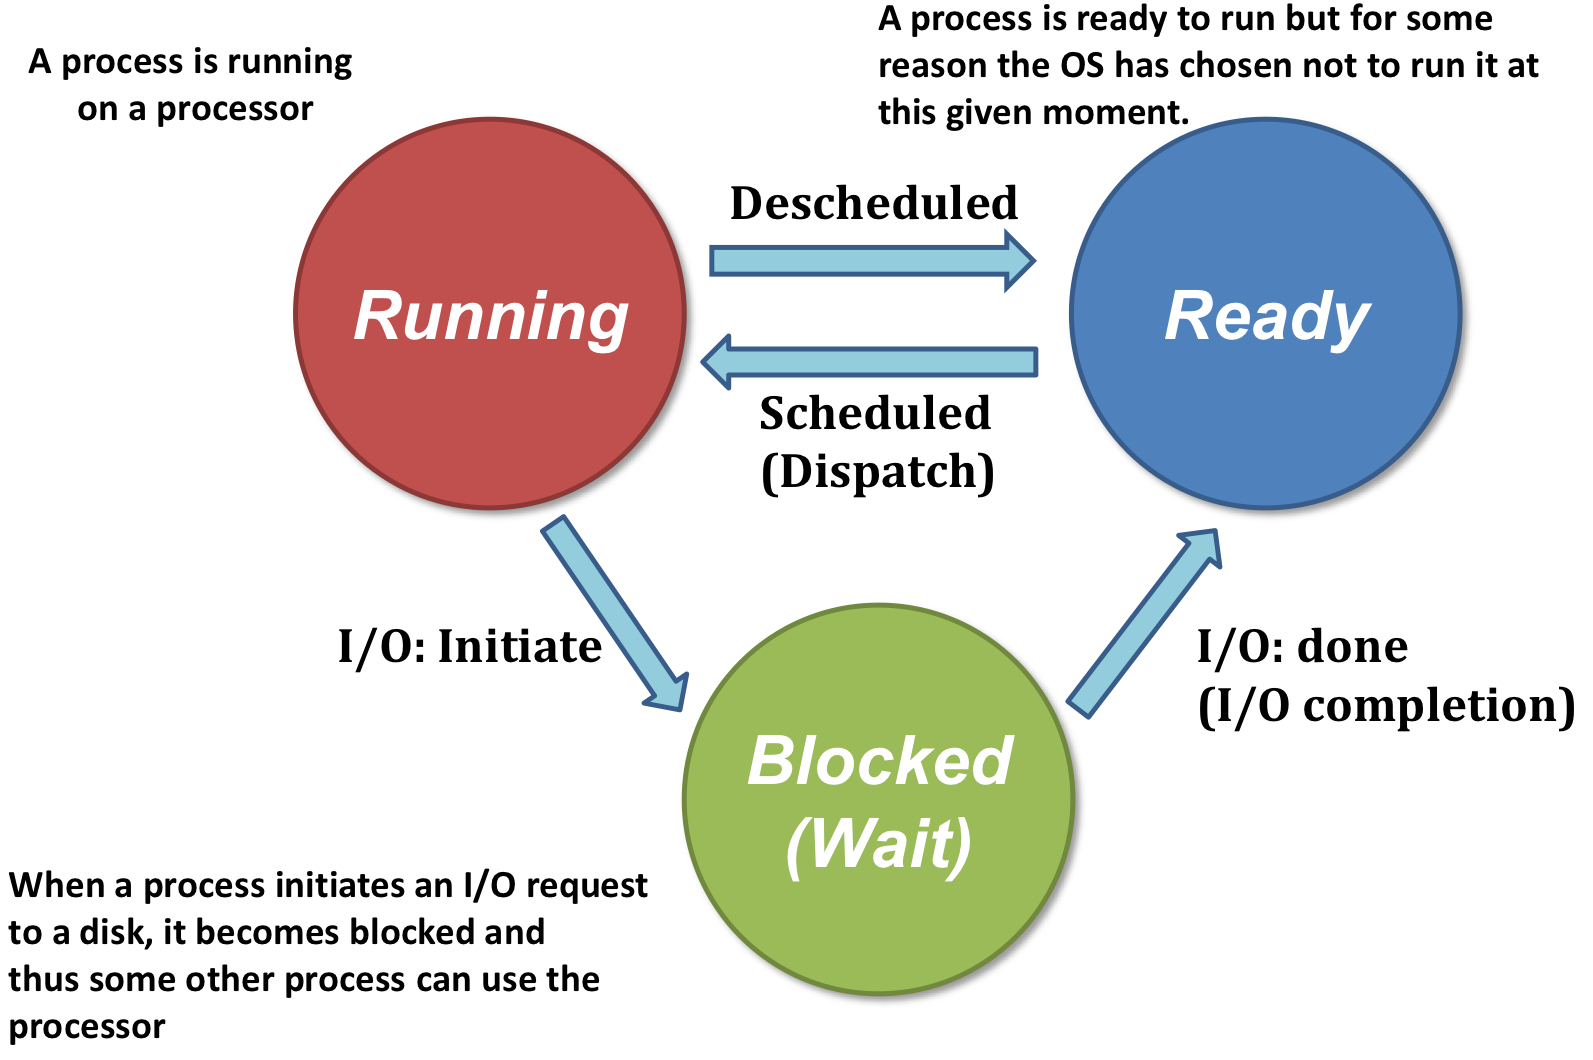 A process is running
on a processor
A process is ready to run but for some
reason the OS has chosen not to run it at
this given moment.
Descheduled
Running
Ready
Scheduled
(Dispatch)
I/O: Initiate
I/O: done
(I/O completion)
Blocked
(Wait)
When a process initiates an I/O request
to a disk, it becomes blocked and
thus some other process can use the
processor